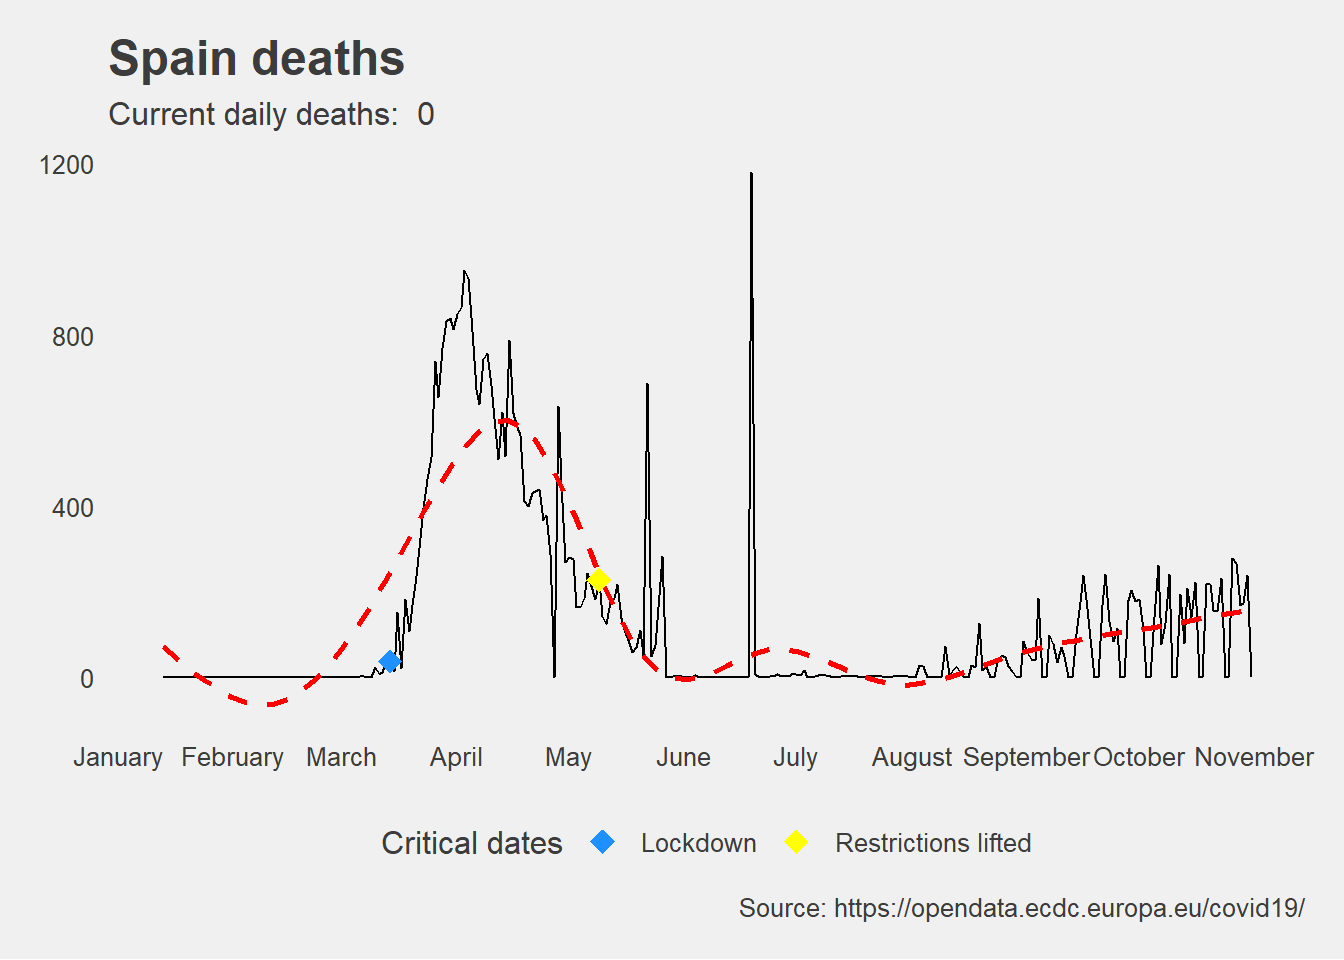 Spain deaths
Current daily deaths:  0
1200
800
400
0
January February March April May June July August September October November
Critical dates Lockdown Restrictions lifted
Source: https://opendata.ecdc.europa.eu/covid19/